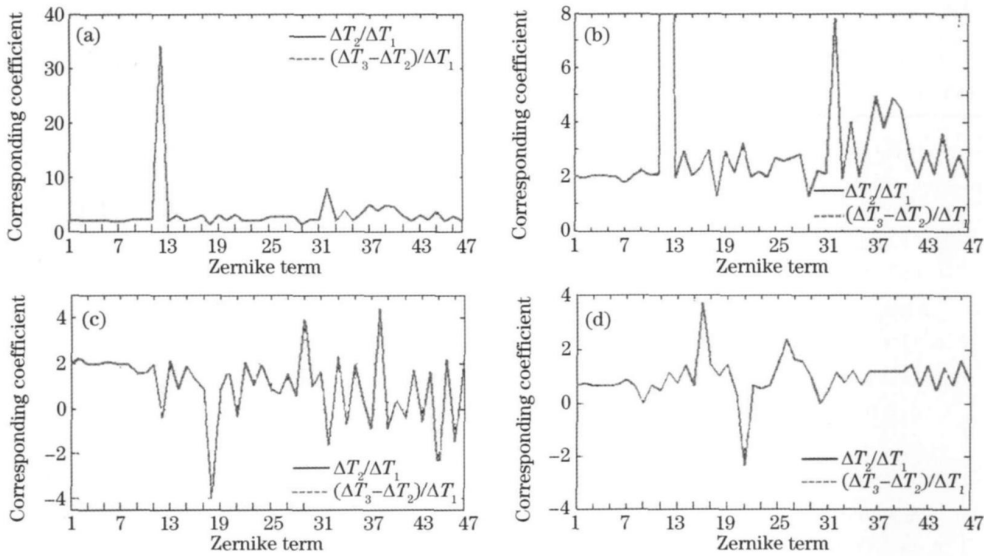 (a)
ΔT₂/ΔT₁
(ΔT₃−ΔT₂)/ΔT₁
Corresponding coefficient
40
30
20
10
0
1 7 13 19 25 31 37 43 47
Zernike term
(b)
ΔT₂/ΔT₁
(ΔT₃−ΔT₂)/ΔT₁
Corresponding coefficient
8
6
4
2
0
1 7 13 19 25 31 37 43 47
Zernike term
(c)
ΔT₂/ΔT₁
(ΔT₃−ΔT₂)/ΔT₁
Corresponding coefficient
4
2
0
−2
−4
1 7 13 19 25 31 37 43 47
Zernike term
(d)
ΔT₂/ΔT₁
(ΔT₃−ΔT₂)/ΔT₁
Corresponding coefficient
4
2
0
−2
−4
1 7 13 19 25 31 37 43 47
Zernike term